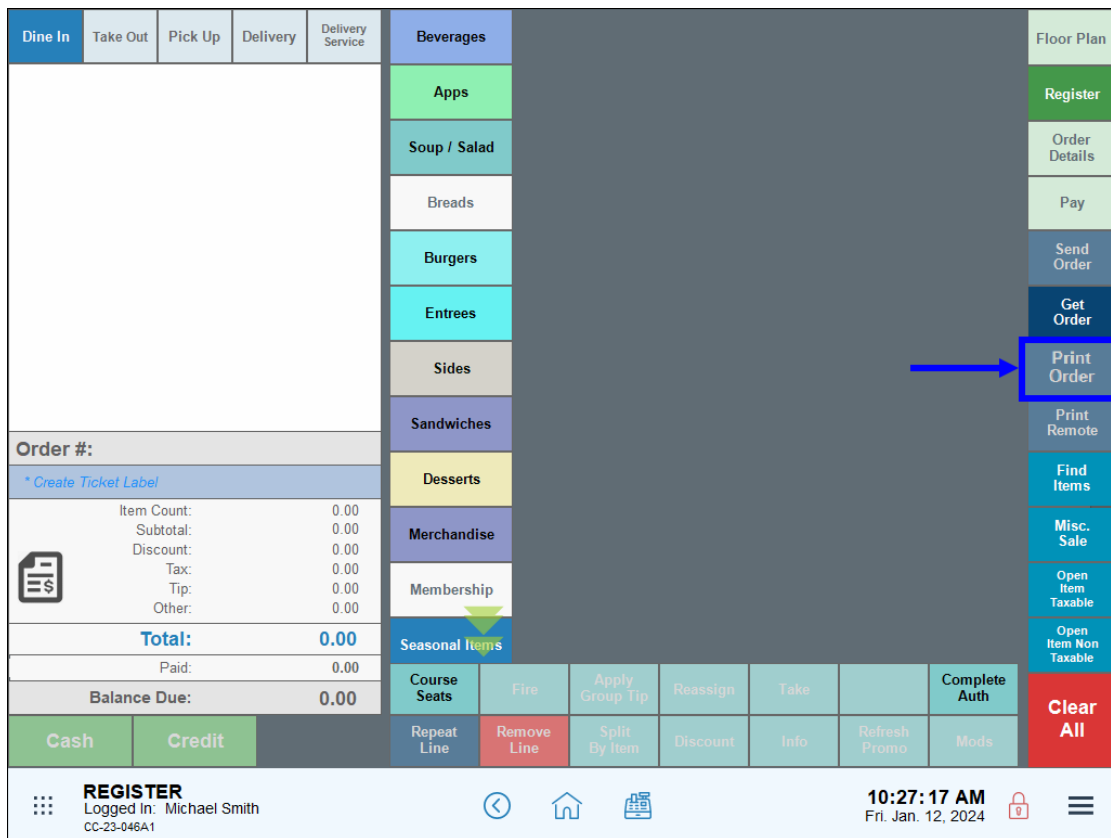 Dine In
Take Out
Pick Up
Delivery
Delivery
Service
Order #:
* Create Ticket Label
Item Count: 0.00
Subtotal: 0.00
Discount: 0.00
Tax: 0.00
Tip: 0.00
Other: 0.00
Total: 0.00
Paid: 0.00
Balance Due: 0.00
Cash
Credit
Beverages
Apps
Soup / Salad
Breads
Burgers
Entrees
Sides
Sandwiches
Desserts
Merchandise
Membership
Seasonal Items
Course
Seats
Fire
Apply
Group Tip
Reassign
Take
Complete
Auth
Repeat
Line
Remove
Line
Split
By Item
Discount
Info
Refresh
Promo
Mods
Floor Plan
Register
Order
Details
Pay
Send
Order
Get
Order
Print
Order
Print
Remote
Find
Items
Misc.
Sale
Open
Item
Taxable
Open
Item Non
Taxable
Clear
All
REGISTER
Logged In: Michael Smith
CC-23-046A1
10:27:17 AM
Fri. Jan. 12, 2024